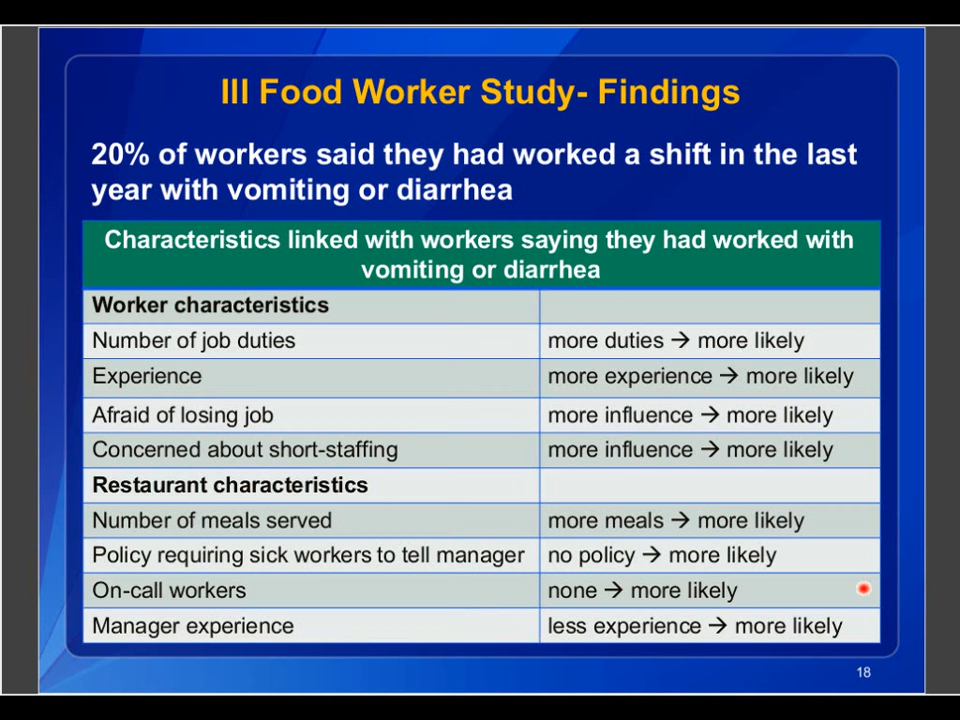 Ill Food Worker Study- Findings
20% of workers said they had worked a shift in the last
year with vomiting or diarrhea
Characteristics linked with workers saying they had worked with
vomiting or diarrhea
Worker characteristics
Number of job duties more duties → more likely
Experience more experience → more likely
Afraid of losing job more influence → more likely
Concerned about short-staffing more influence → more likely
Restaurant characteristics
Number of meals served more meals → more likely
Policy requiring sick workers to tell manager no policy → more likely
On-call workers none → more likely
Manager experience less experience → more likely
18